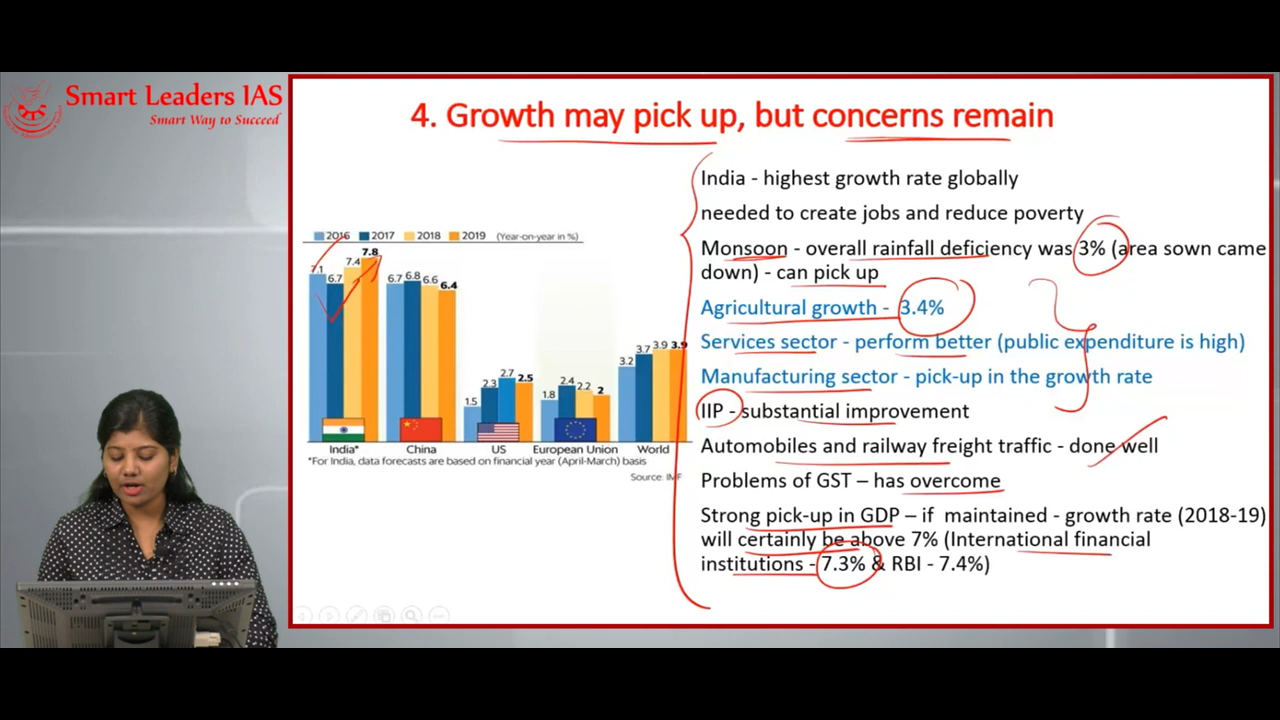 Smart Leaders IAS
Smart Way to Succeed
4. Growth may pick up, but concerns remain
2016 2017 2018 2019 (Year-on-year in %)
7.1 6.7 7.4 7.8
6.7 6.8 6.6 6.4
1.5 2.3 2.7 2.5
1.8 2.4 2.2 2
3.2 3.7 3.9 3.9
India* China US European Union World
*For India, data forecasts are based on financial year (April-March) basis
Source: IMF
India - highest growth rate globally
needed to create jobs and reduce poverty
Monsoon - overall rainfall deficiency was 3% (area sown came
down) - can pick up
Agricultural growth - 3.4%
Services sector - perform better (public expenditure is high)
Manufacturing sector - pick-up in the growth rate
IIP - substantial improvement
Automobiles and railway freight traffic - done well
Problems of GST – has overcome
Strong pick-up in GDP – if maintained - growth rate (2018-19)
will certainly be above 7% (International financial
institutions - 7.3% & RBI - 7.4%)